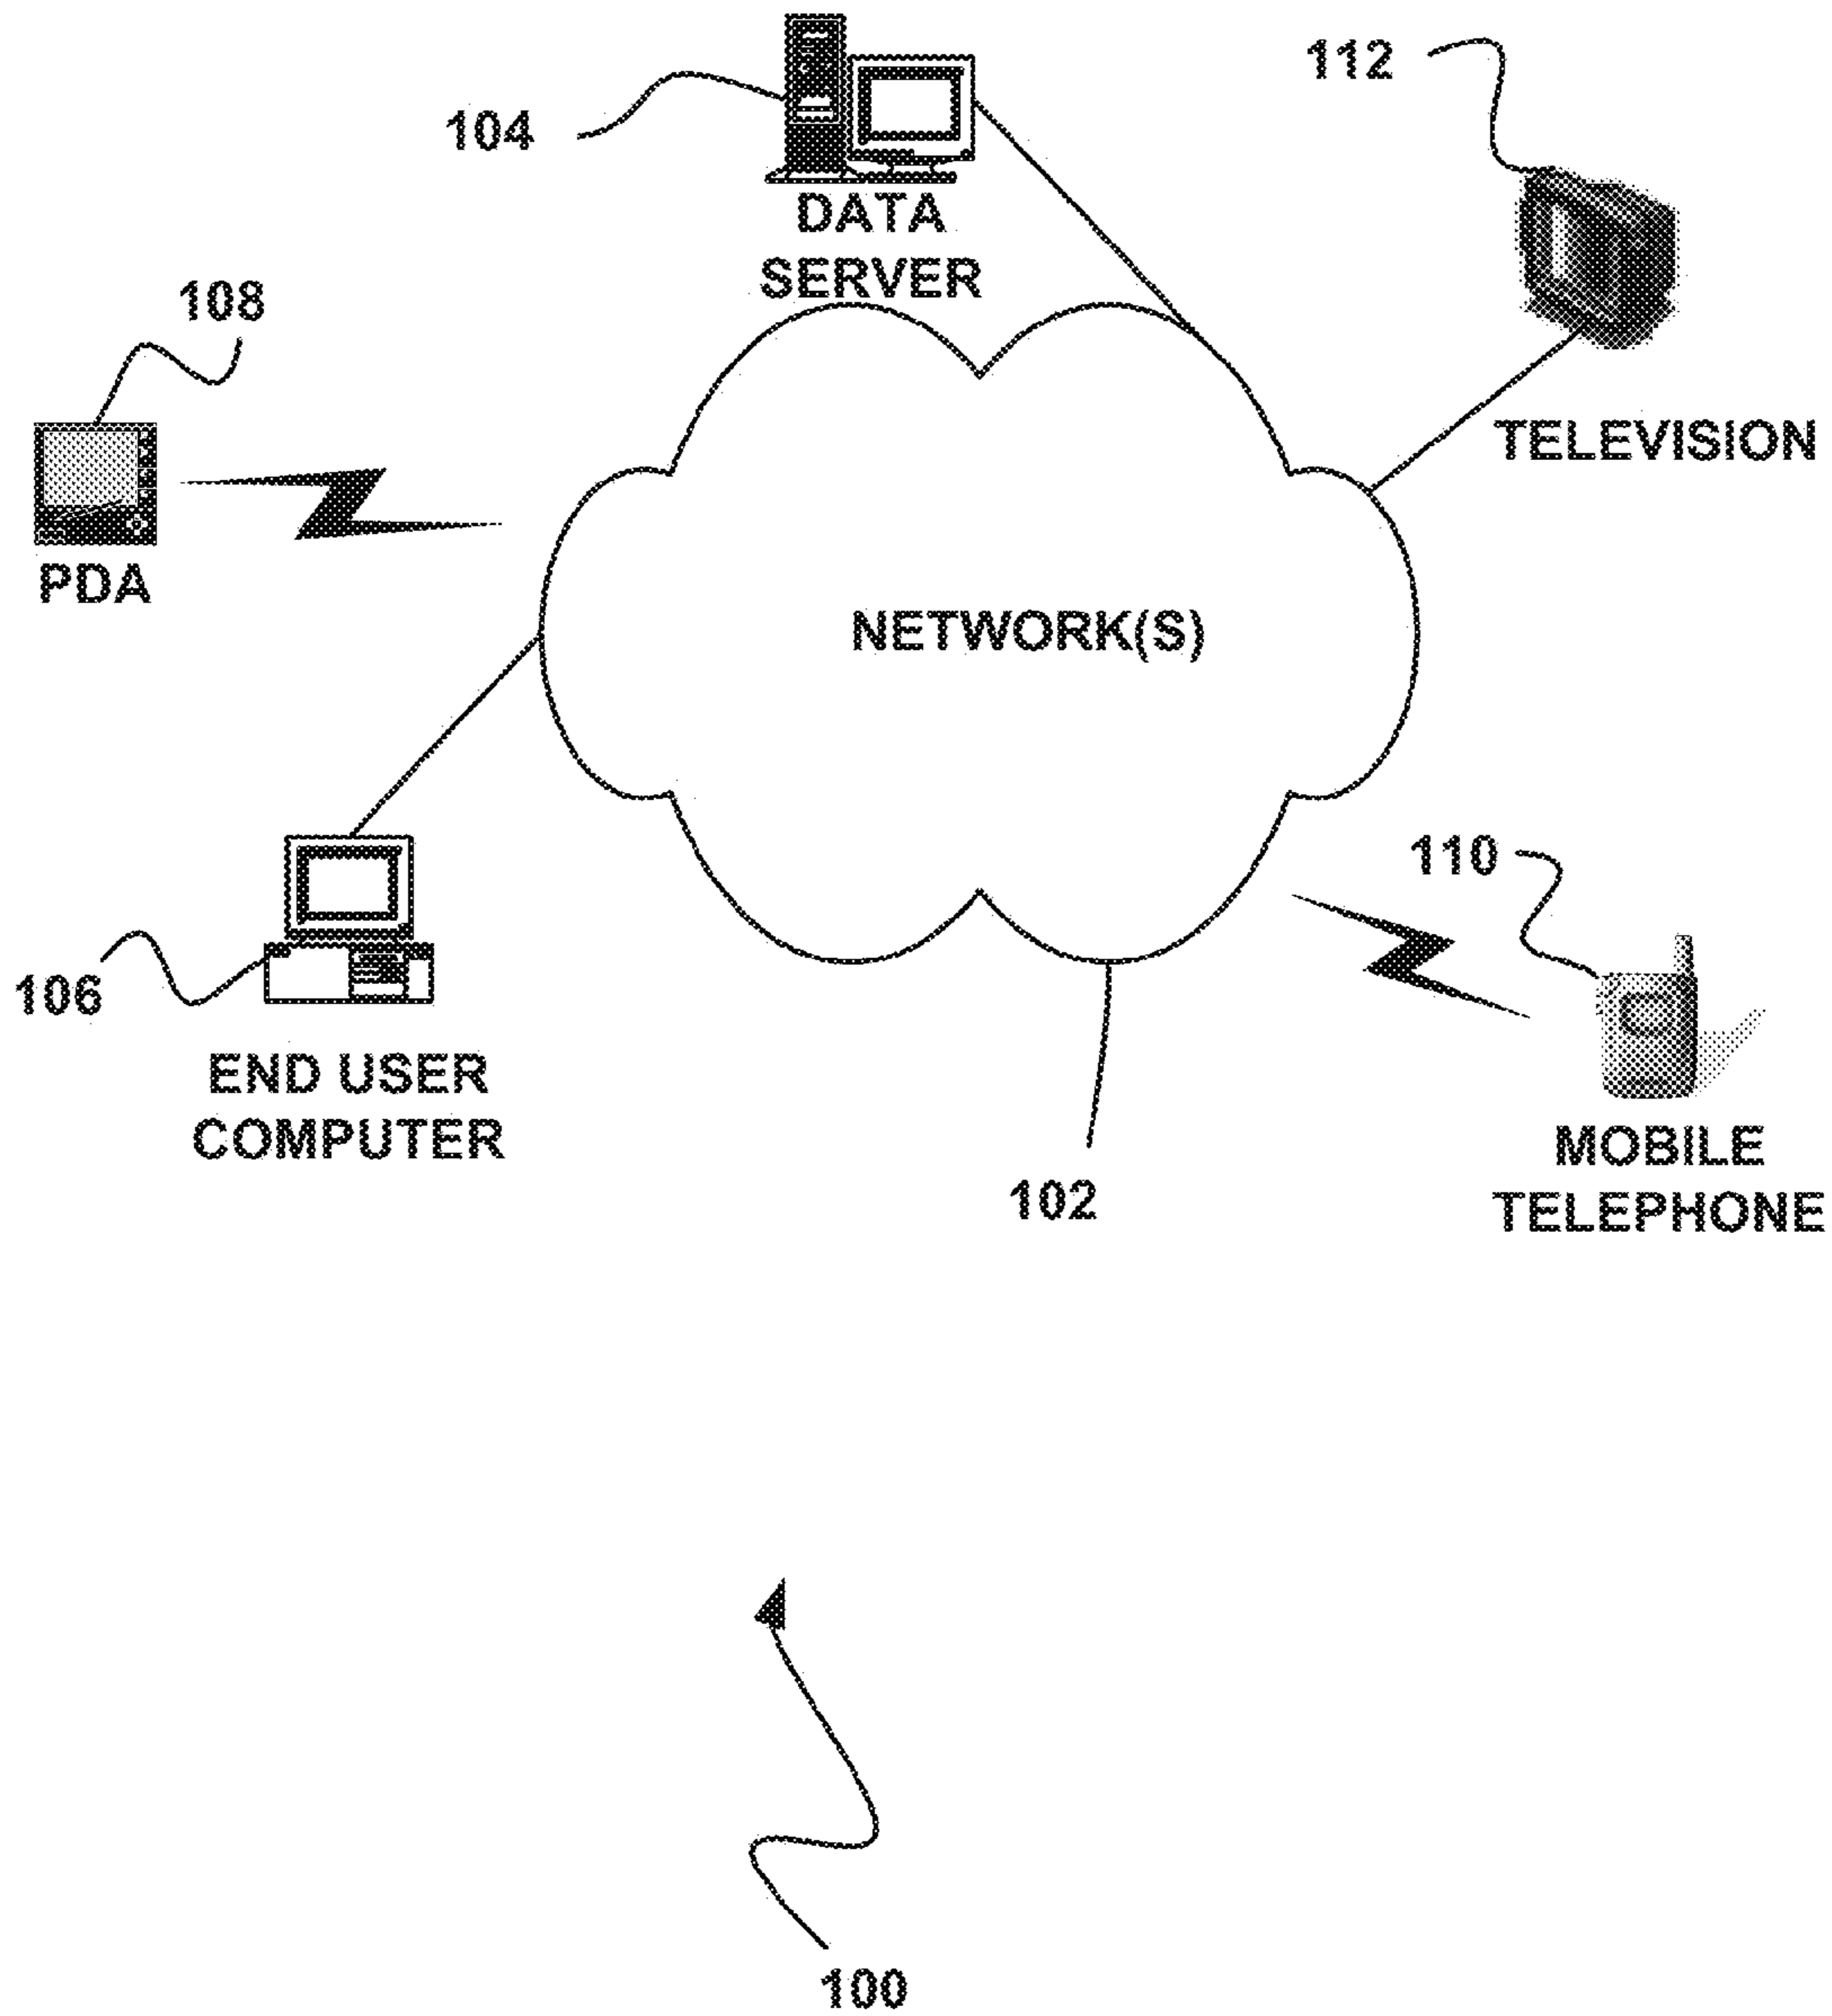 112
104
DATA
SERVER
108
TELEVISION
PDA
NETWORK(S)
110
106
END USER
COMPUTER
MOBILE
TELEPHONE
102
100